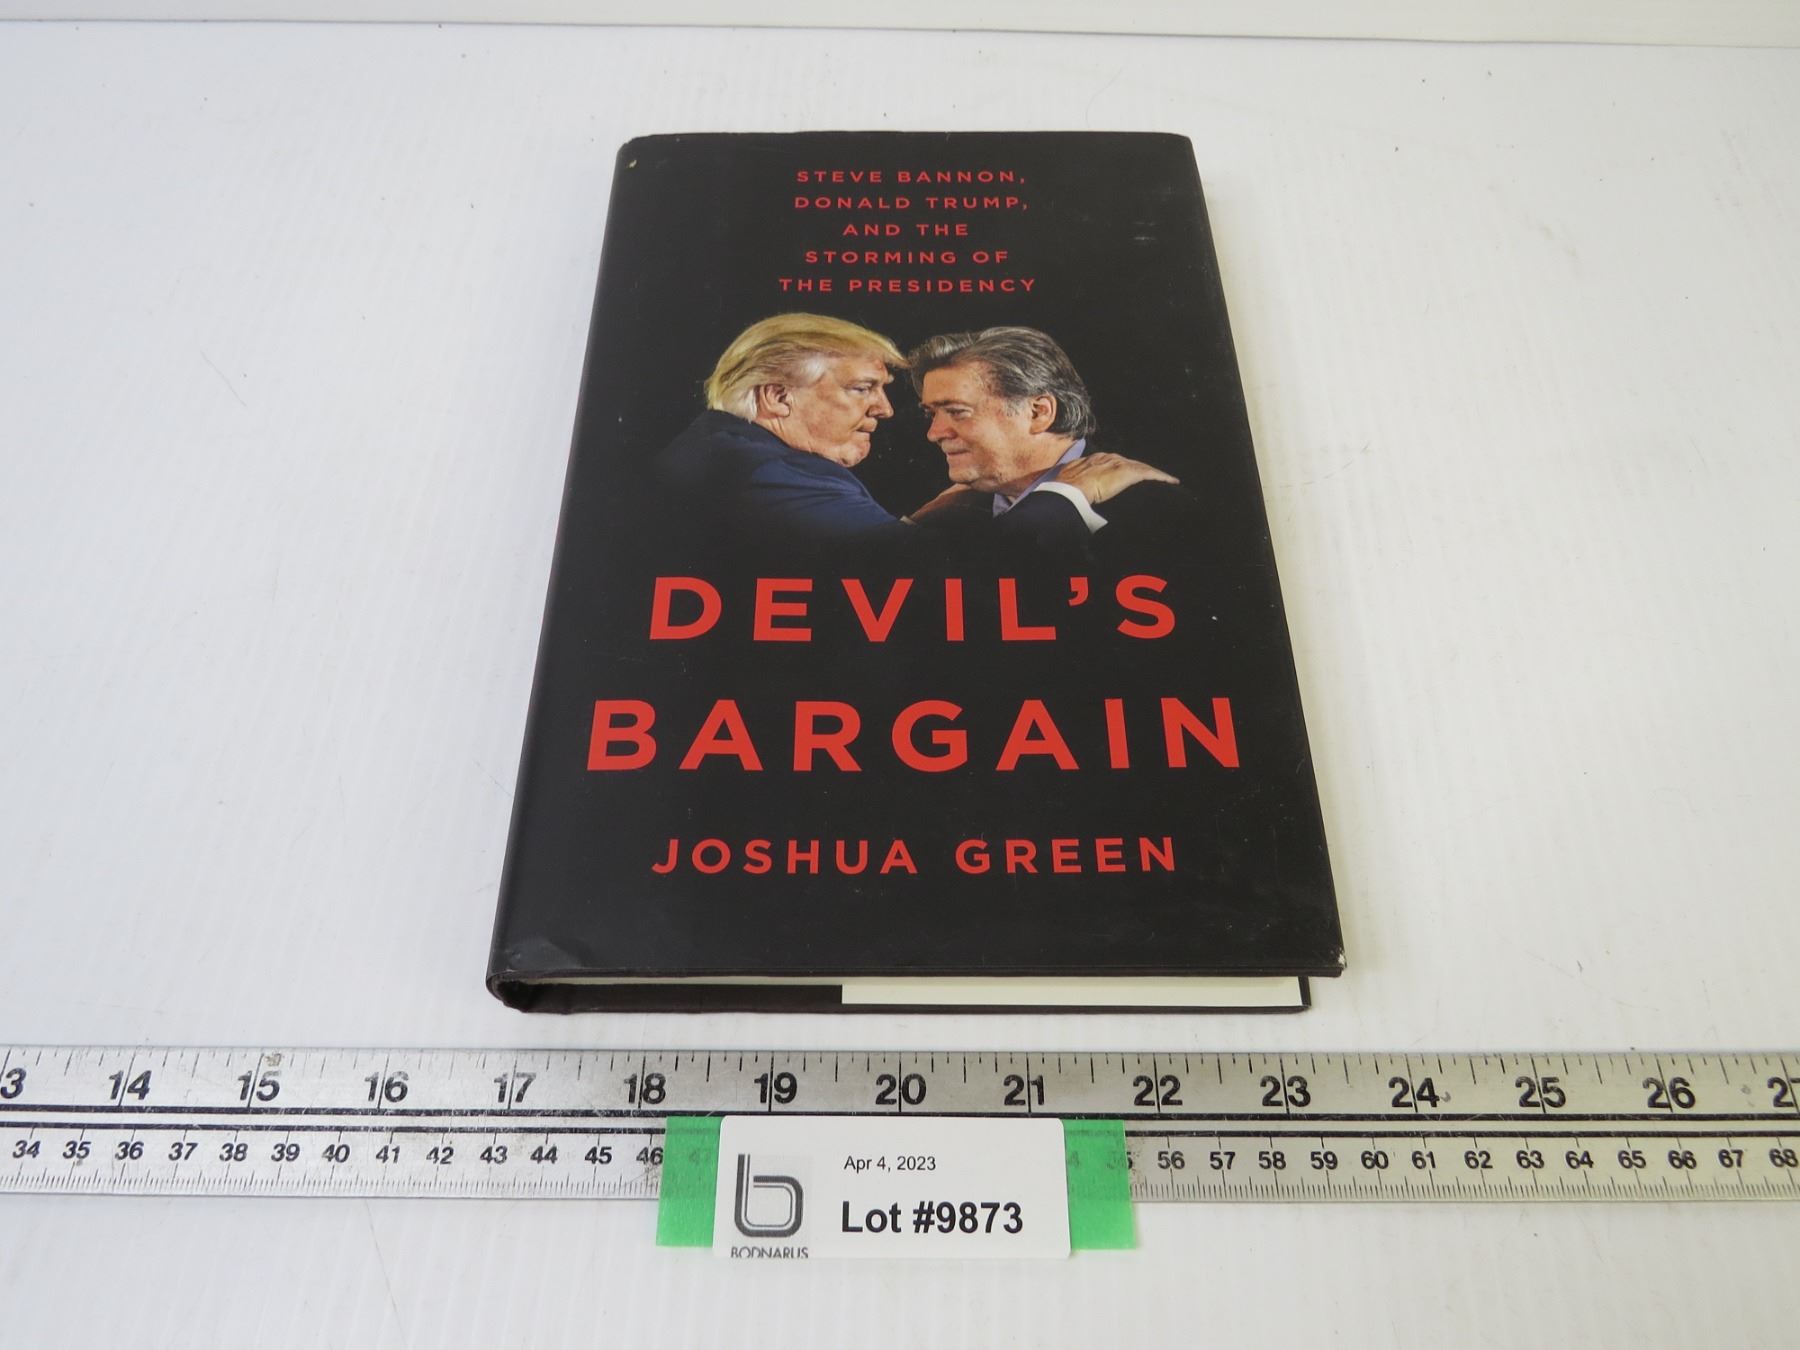 STEVE BANNON,
DONALD TRUMP,
AND THE
STORMING OF
THE PRESIDENCY
DEVIL'S
BARGAIN
JOSHUA GREEN
3 14 15 16 17 18 19 20 21 22 23 24 25 26 2
34 35 36 37 38 39 40 41 42 43 44 45 46 47 56 57 58 59 60 61 62 63 64 65 66 67 68
Apr 4, 2023
Lot #9873
BODNARUS